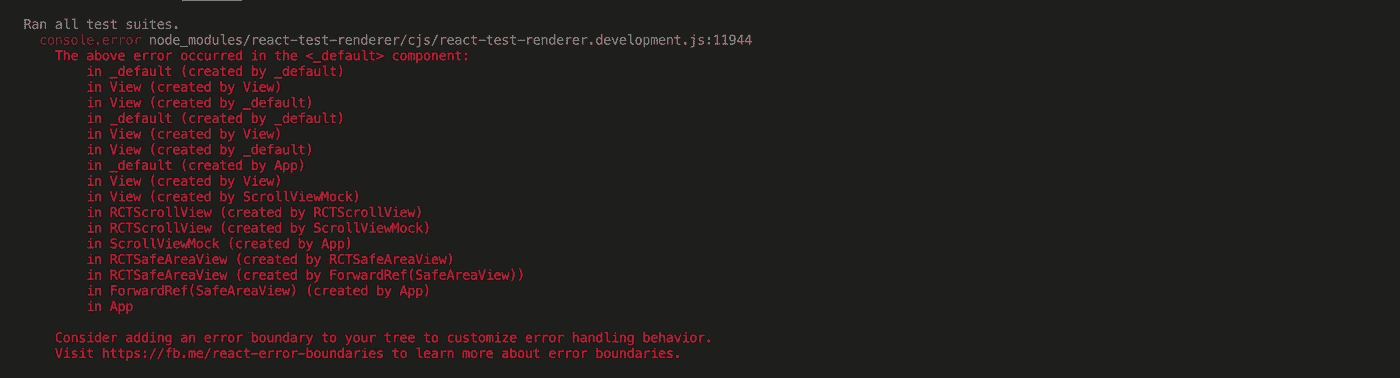 Ran all test suites.
console.error node_modules/react-test-renderer/cjs/react-test-renderer.development.js:11944
The above error occurred in the <_default> component:
in _default (created by _default)
in View (created by View)
in View (created by _default)
in _default (created by _default)
in View (created by View)
in View (created by _default)
in _default (created by App)
in View (created by View)
in View (created by ScrollViewMock)
in RCTScrollView (created by RCTScrollView)
in RCTScrollView (created by ScrollViewMock)
in ScrollViewMock (created by App)
in RCTSafeAreaView (created by RCTSafeAreaView)
in RCTSafeAreaView (created by ForwardRef(SafeAreaView))
in ForwardRef(SafeAreaView) (created by App)
in App
Consider adding an error boundary to your tree to customize error handling behavior.
Visit https://fb.me/react-error-boundaries to learn more about error boundaries.